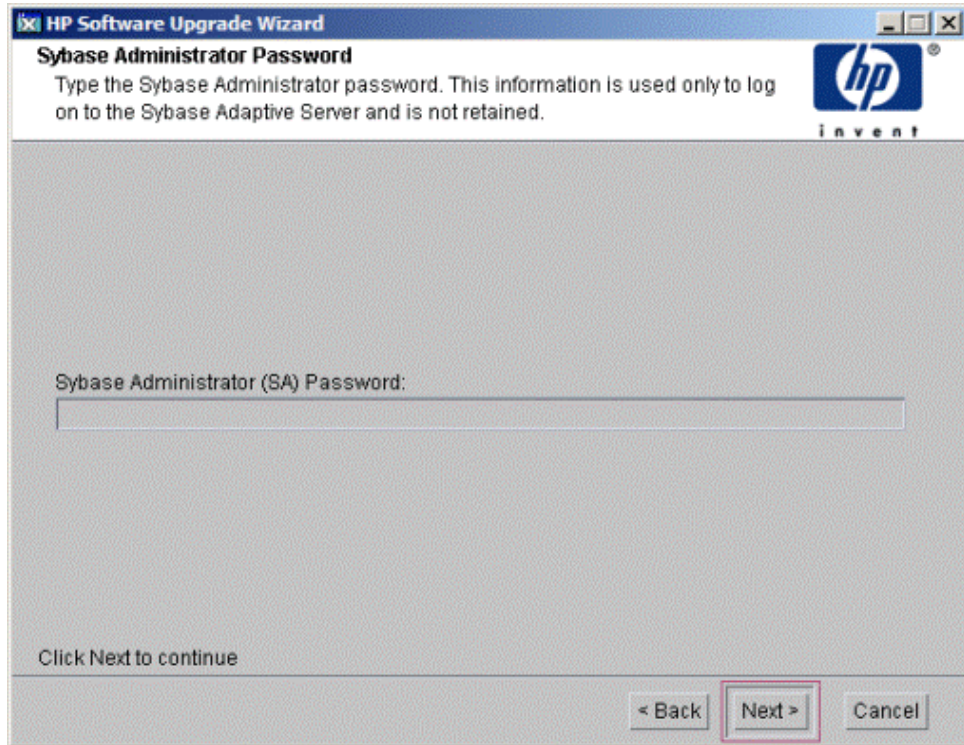 HP Software Upgrade Wizard
Sybase Administrator Password
Type the Sybase Administrator password. This information is used only to log
on to the Sybase Adaptive Server and is not retained.
hp
®
invent
Sybase Administrator (SA) Password:
Click Next to continue
< Back
Next >
Cancel